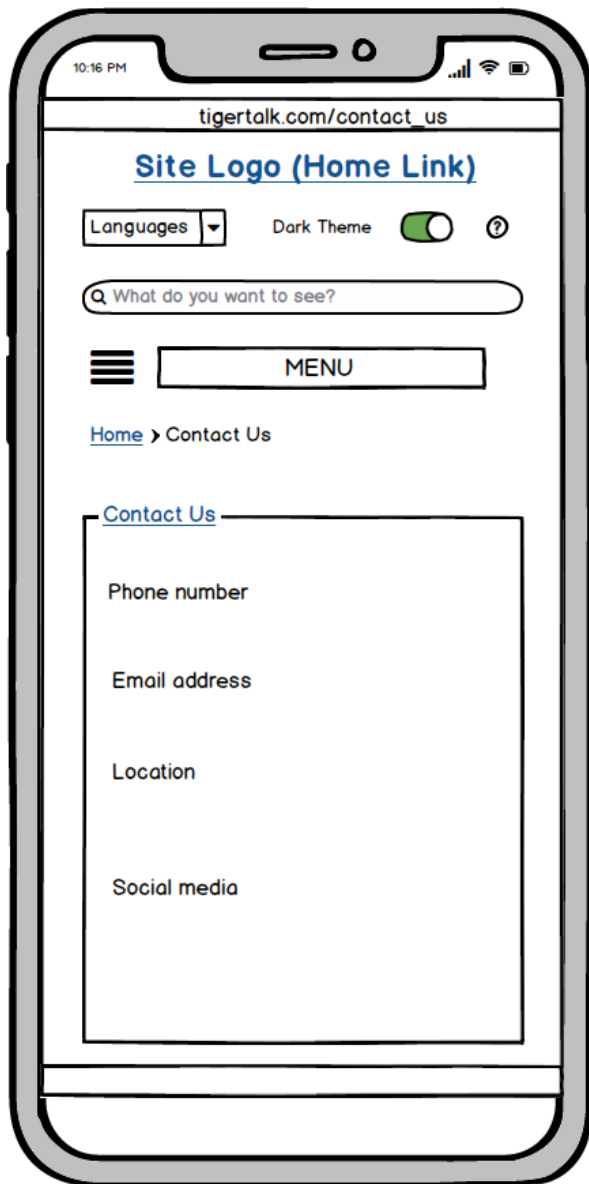 10:16 PM
tigertalk.com/contact_us
Site Logo (Home Link)
Languages Dark Theme ?
What do you want to see?
MENU
Home > Contact Us
Contact Us
Phone number
Email address
Location
Social media